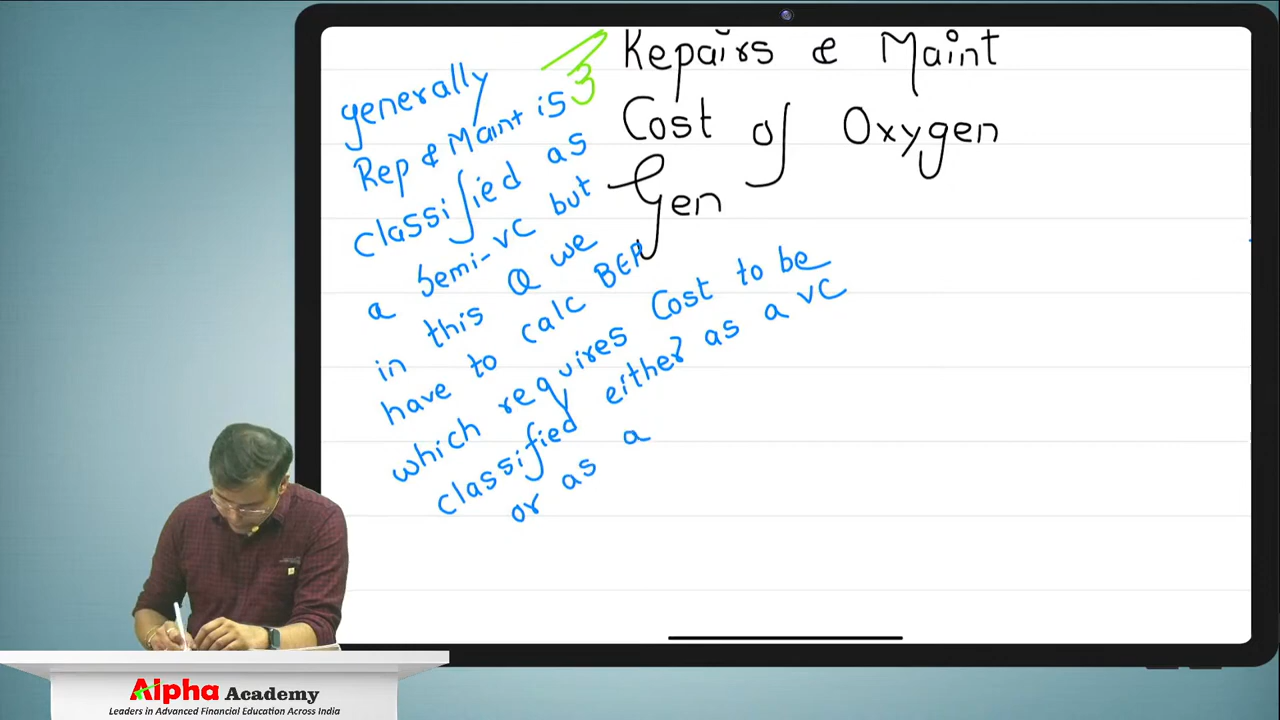 Repairs & Maint
Cost of Oxygen
Gen
3
generally
Rep & Maint is
classified as
a semi-VC but
in this Q we
have to calc BEP
which requires Cost to be
classified either as a VC
or as a
Alpha Academy
Leaders in Advanced Financial Education Across India